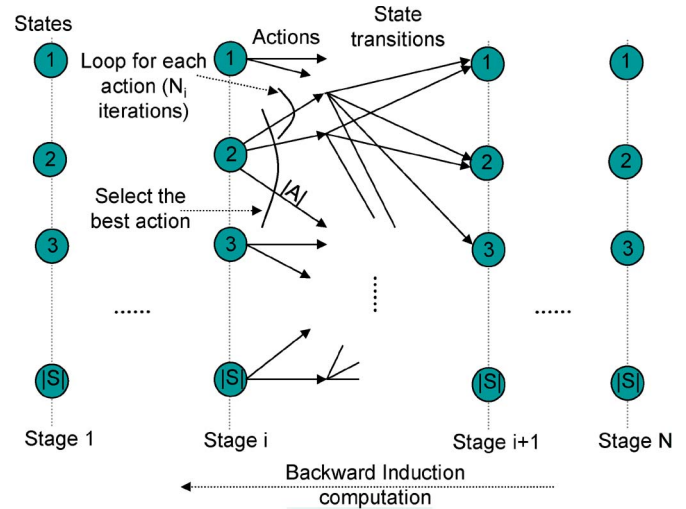 States
Actions
State
transitions
Loop for each
action (Nᵢ
iterations)
Select the
best action
|A|
1
2
3
|S|
1
2
3
|S|
1
2
3
|S|
1
2
3
|S|
......
......
......
Stage 1
Stage i
Stage i+1
Stage N
Backward Induction
computation